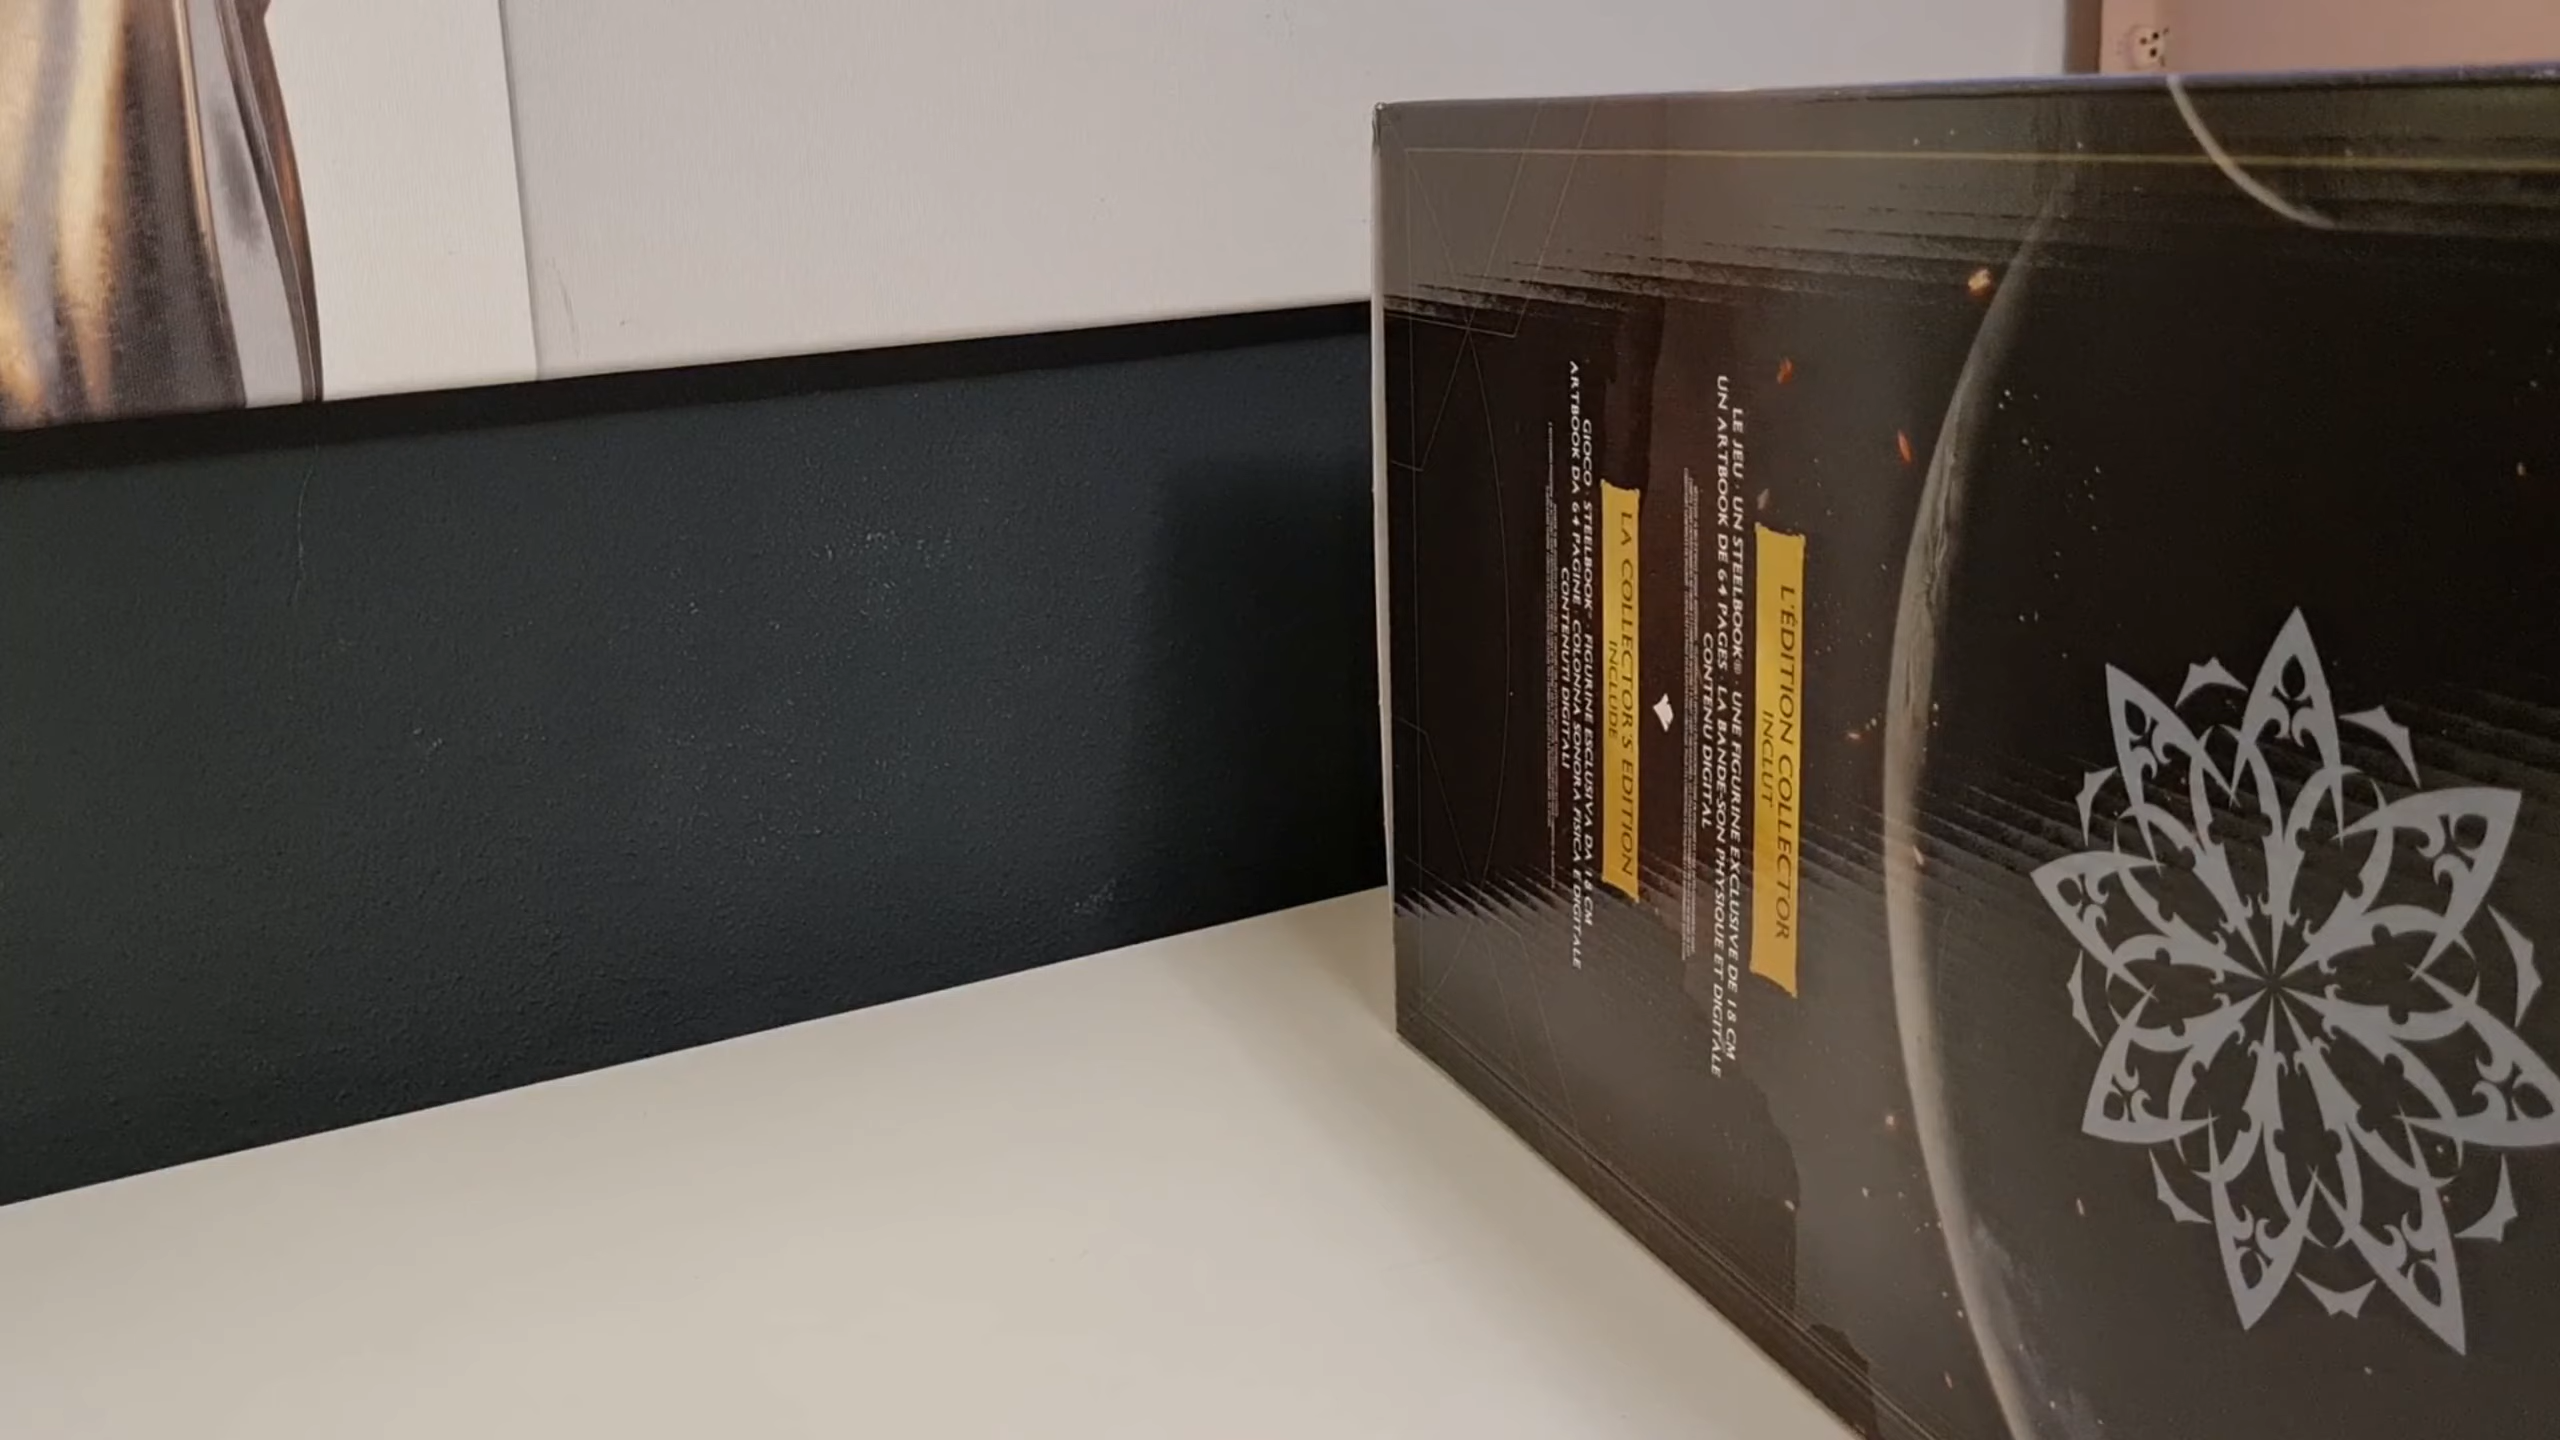 L'ÉDITION COLLECTOR
INCLUT
LE JEU · UN STEELBOOK® · UNE FIGURINE EXCLUSIVE DE 18 CM
UN ARTBOOK DE 64 PAGES · LA BANDE-SON PHYSIQUE ET DIGITALE
CONTENU DIGITAL
LA COLLECTOR'S EDITION
INCLUDE
GIOCO · STEELBOOK® · FIGURINE ESCLUSIVA DA 18 CM
ARTBOOK DA 64 PAGINE · COLONNA SONORA FISICA E DIGITALE
CONTENUTI DIGITALI